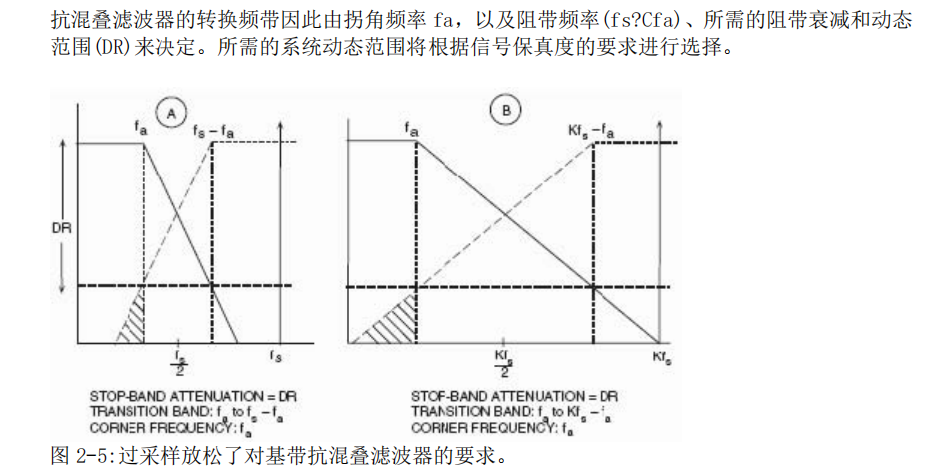 抗混叠滤波器的转换频带因此由拐角频率 fa，以及阻带频率(fs?Cfa)、所需的阻带衰减和动态
范围(DR)来决定。所需的系统动态范围将根据信号保真度的要求进行选择。
A
B
fa
fs – fa
fa
Kfs – fa
DR
fs
2
fs
Kfs
2
Kfs
STOP-BAND ATTENUATION = DR
TRANSITION BAND: fa to fs – fa
CORNER FREQUENCY: fa
STOP-BAND ATTENUATION = DR
TRANSITION BAND: fa to Kfs – fa
CORNER FREQUENCY: fa
图 2-5:过采样放松了对基带抗混叠滤波器的要求。